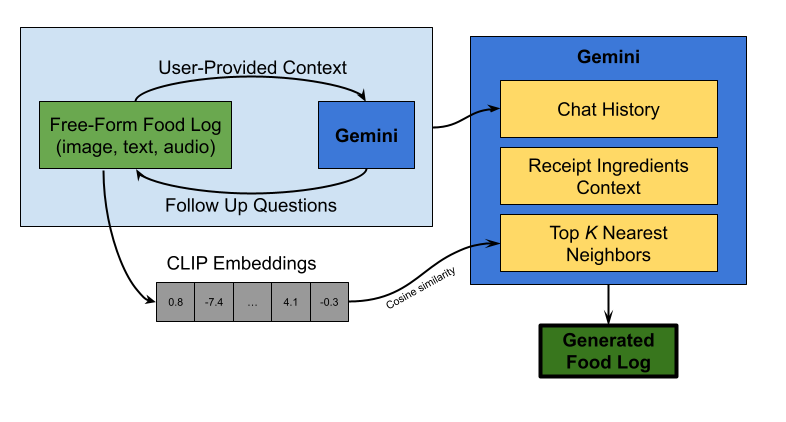 User-Provided Context
Free-Form Food Log
(image, text, audio)
Gemini
Follow Up Questions
CLIP Embeddings
0.8 -7.4 ... 4.1 -0.3
Cosine similarity
Gemini
Chat History
Receipt Ingredients
Context
Top K Nearest
Neighbors
Generated
Food Log